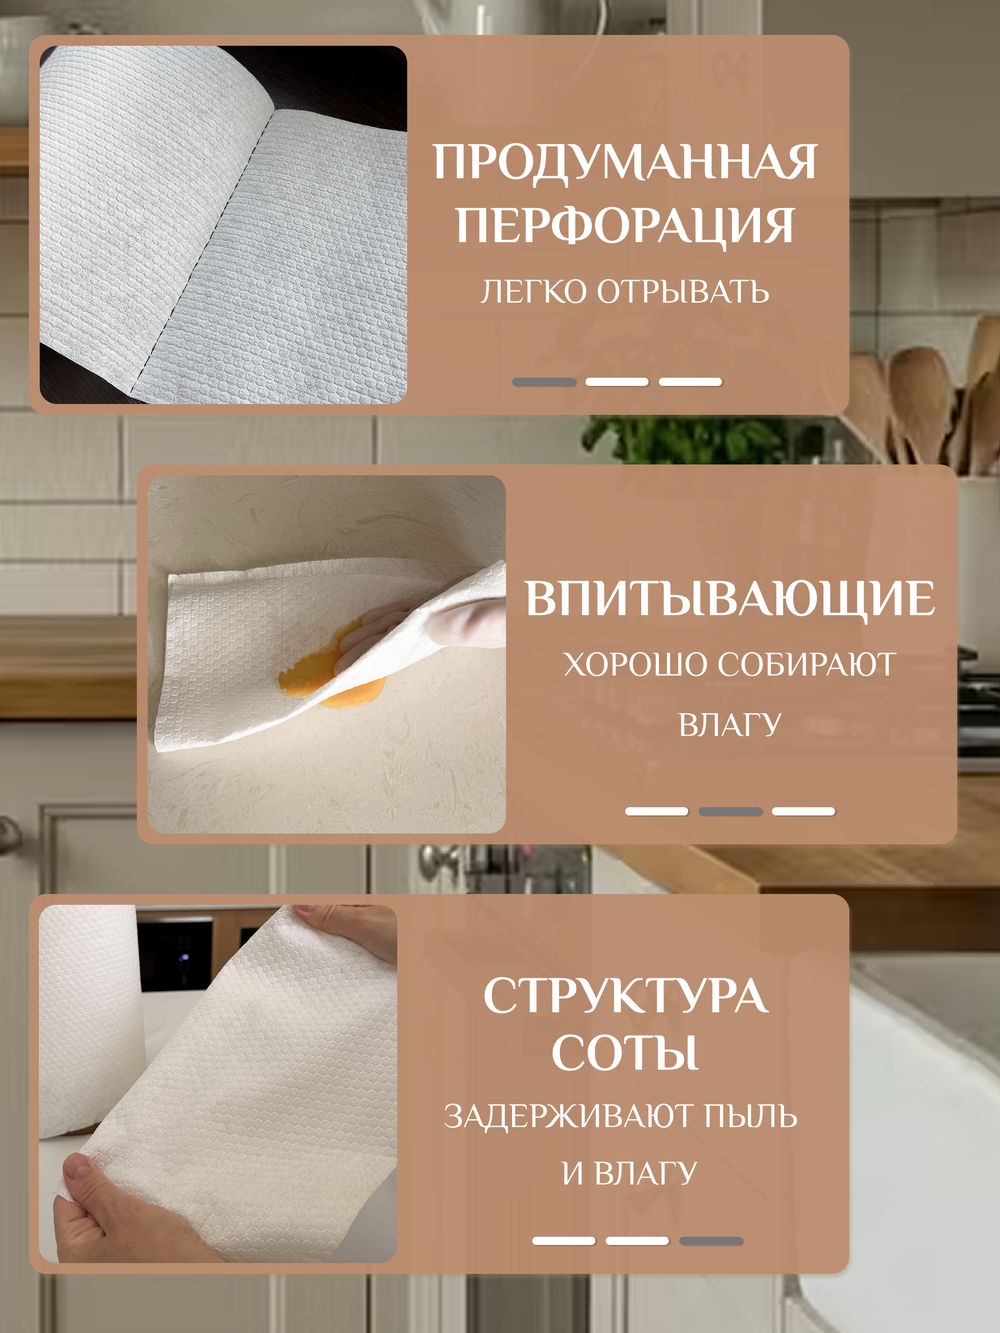 ПРОДУМАННАЯ
ПЕРФОРАЦИЯ
ЛЕГКО ОТРЫВАТЬ
ВПИТЫВАЮЩИЕ
ХОРОШО СОБИРАЮТ
ВЛАГУ
СТРУКТУРА
СОТЫ
ЗАДЕРЖИВАЮТ ПЫЛЬ
И ВЛАГУ